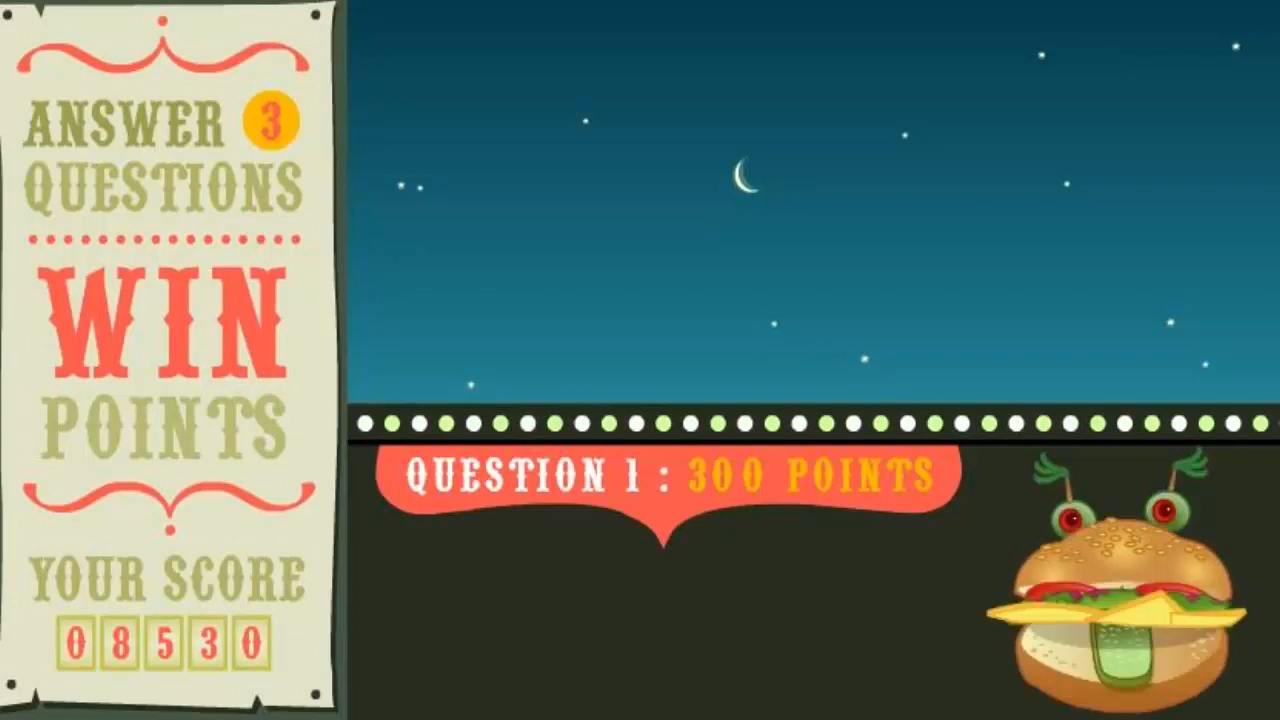 ANSWER 3
QUESTIONS
WIN
POINTS
YOUR SCORE
08530
QUESTION 1 : 300 POINTS